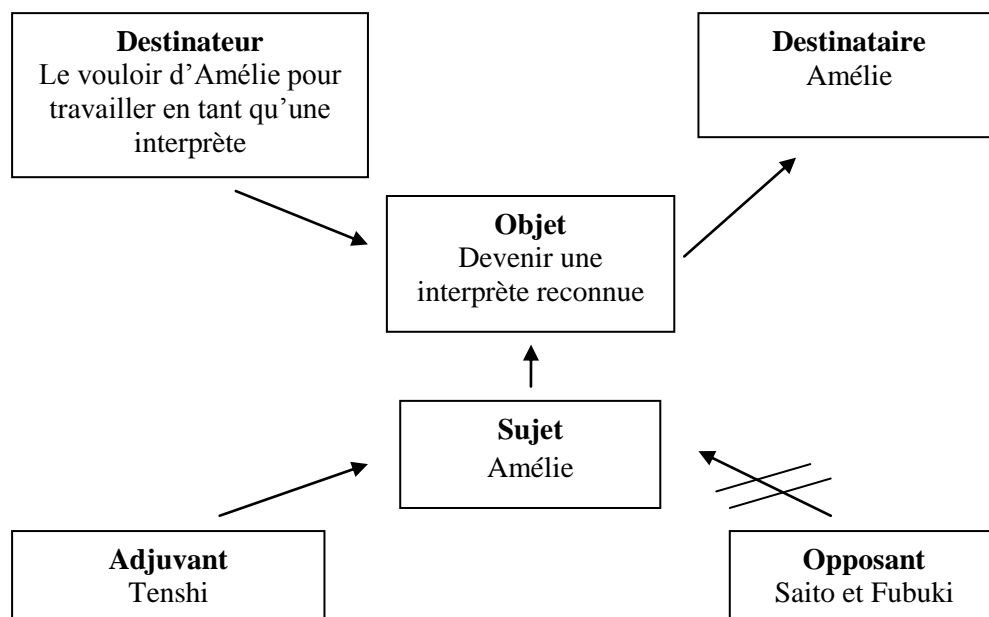 Destinateur
Le vouloir d’Amélie pour
travailler en tant qu’une
interprète
Destinataire
Amélie
Objet
Devenir une
interprète reconnue
Sujet
Amélie
Adjuvant
Tenshi
Opposant
Saito et Fubuki